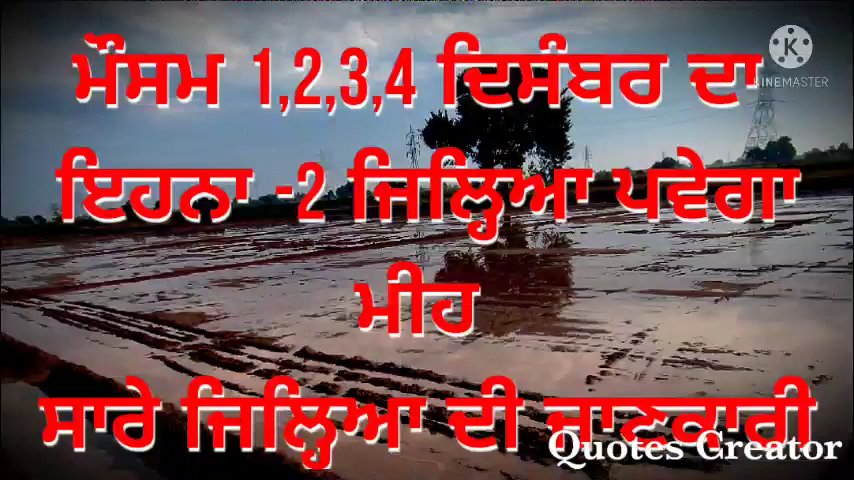 ਮੌਸਮ 1,2,3,4 ਦਿਸੰਬਰ ਦਾ
K
KINEMASTER
ਇਹਨਾ -2 ਜਿਲ੍ਹਿਆ ਪਵੇਗਾ
ਮੀਹ
ਸਾਰੇ ਜਿਲ੍ਹਿਆ ਦੀ ਜਾਣਕਾਰੀ
Quotes Creator